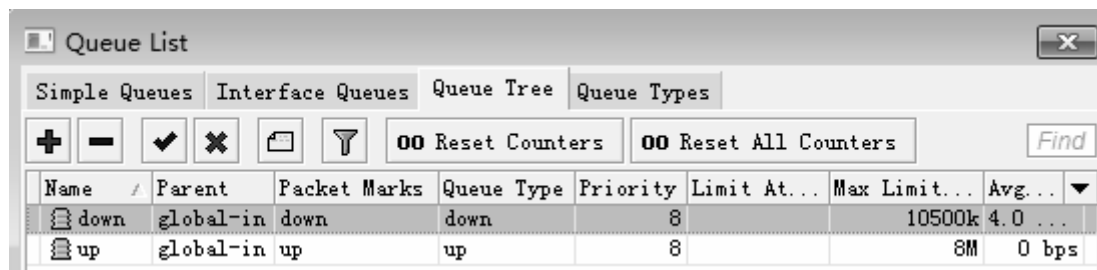 Queue List
Simple Queues Interface Queues Queue Tree Queue Types
00 Reset Counters 00 Reset All Counters Find
Name Parent Packet Marks Queue Type Priority Limit At... Max Limit... Avg...
down global-in down down 8 10500k 4.0 ...
up global-in up up 8 8M 0 bps